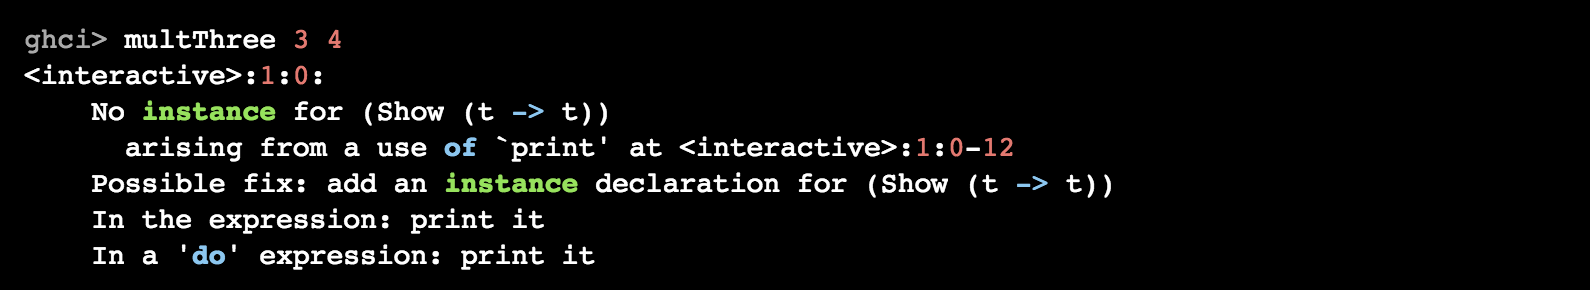 ghci> multThree 3 4
<interactive>:1:0:
    No instance for (Show (t -> t))
      arising from a use of `print' at <interactive>:1:0-12
    Possible fix: add an instance declaration for (Show (t -> t))
    In the expression: print it
    In a 'do' expression: print it